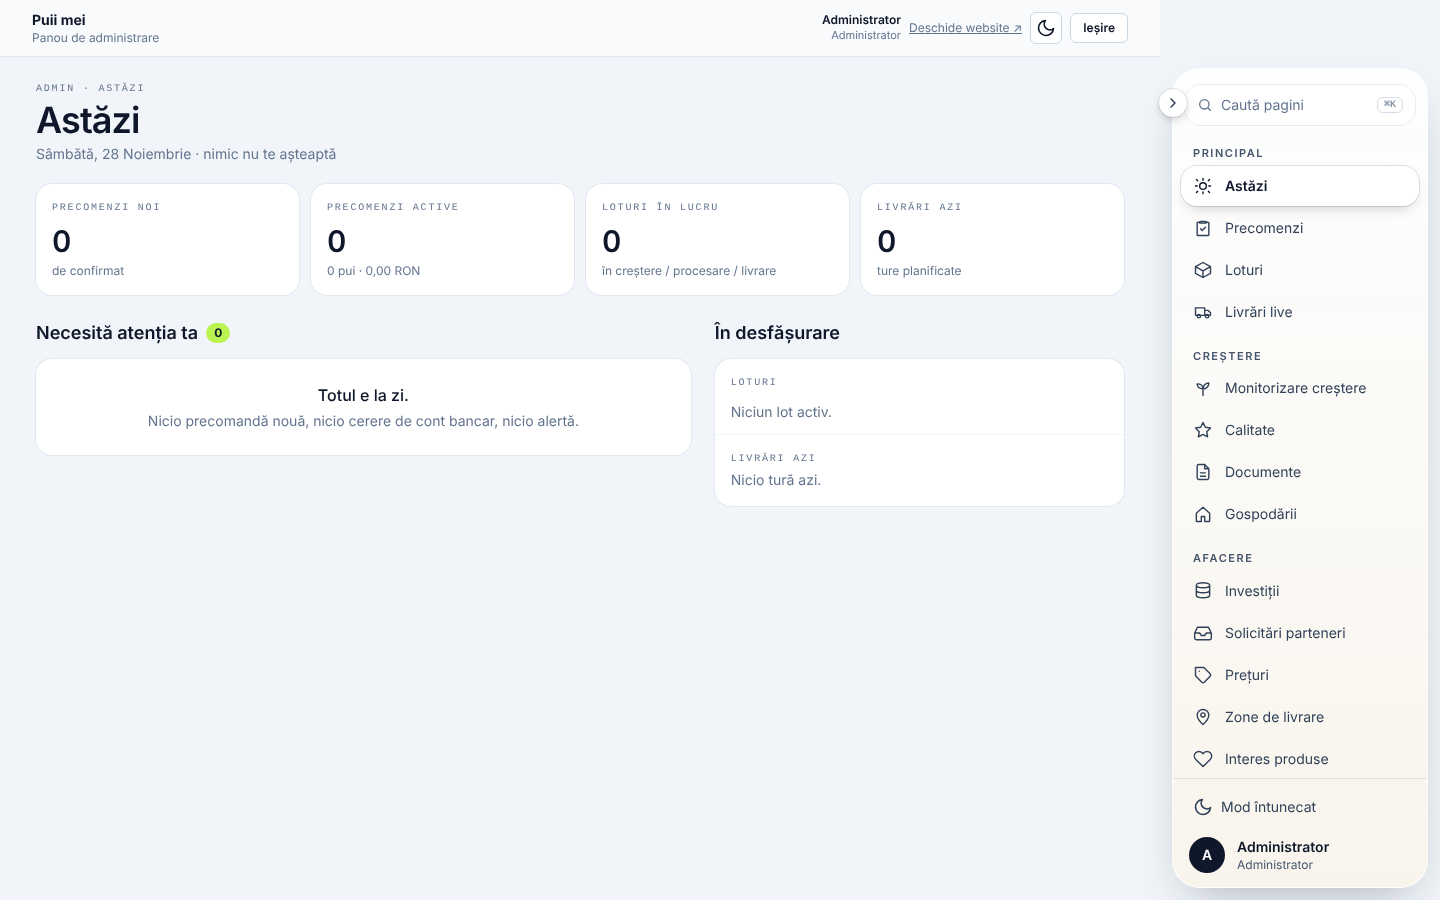 Puii mei
Panou de administrare
Administrator
Administrator
Deschide website ↗
Ieșire
ADMIN · ASTĂZI
Astăzi
Sâmbătă, 28 Noiembrie · nimic nu te așteaptă
PRECOMENZI NOI
0
de confirmat
PRECOMENZI ACTIVE
0
0 pui · 0,00 RON
LOTURI ÎN LUCRU
0
în creștere / procesare / livrare
LIVRĂRI AZI
0
ture planificate
Necesită atenția ta 0
Totul e la zi.
Nicio precomandă nouă, nicio cerere de cont bancar, nicio alertă.
În desfășurare
LOTURI
Niciun lot activ.
LIVRĂRI AZI
Nicio tură azi.
Caută pagini ⌘K
PRINCIPAL
Astăzi
Precomenzi
Loturi
Livrări live
CREȘTERE
Monitorizare creștere
Calitate
Documente
Gospodării
AFACERE
Investiții
Solicitări parteneri
Prețuri
Zone de livrare
Interes produse
Mod întunecat
A
Administrator
Administrator